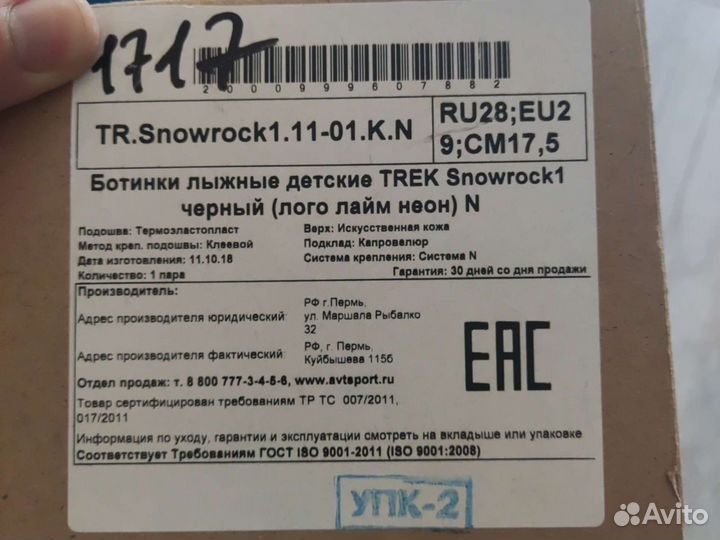 1717
2000999607882
TR.Snowrock1.11-01.K.N
RU28;EU2
9;CM17,5
Ботинки лыжные детские TREK Snowrock1
черный (лого лайм неон) N
Подошва: Термоэластопласт
Верх: Искусственная кожа
Метод креп. подошвы: Клеевой
Подклад: Капровелюр
Дата изготовления: 11.10.18
Система крепления: Система N
Количество: 1 пара
Гарантия: 30 дней со дня продажи
Производитель:
Адрес производителя юридический:
РФ г.Пермь,
ул. Маршала Рыбалко
32
Адрес производителя фактический:
РФ, г. Пермь,
Куйбышева 115б
EAC
Отдел продаж: т. 8 800 777-3-4-5-6, www.avtsport.ru
Товар сертифицирован требованиям ТР ТС 007/2011,
017/2011
Информация по уходу, гарантии и эксплуатации смотреть на вкладыше или упаковке
Соответствует Требованиям ГОСТ ISO 9001-2011 (ISO 9001:2008)
УПК-2
Avito